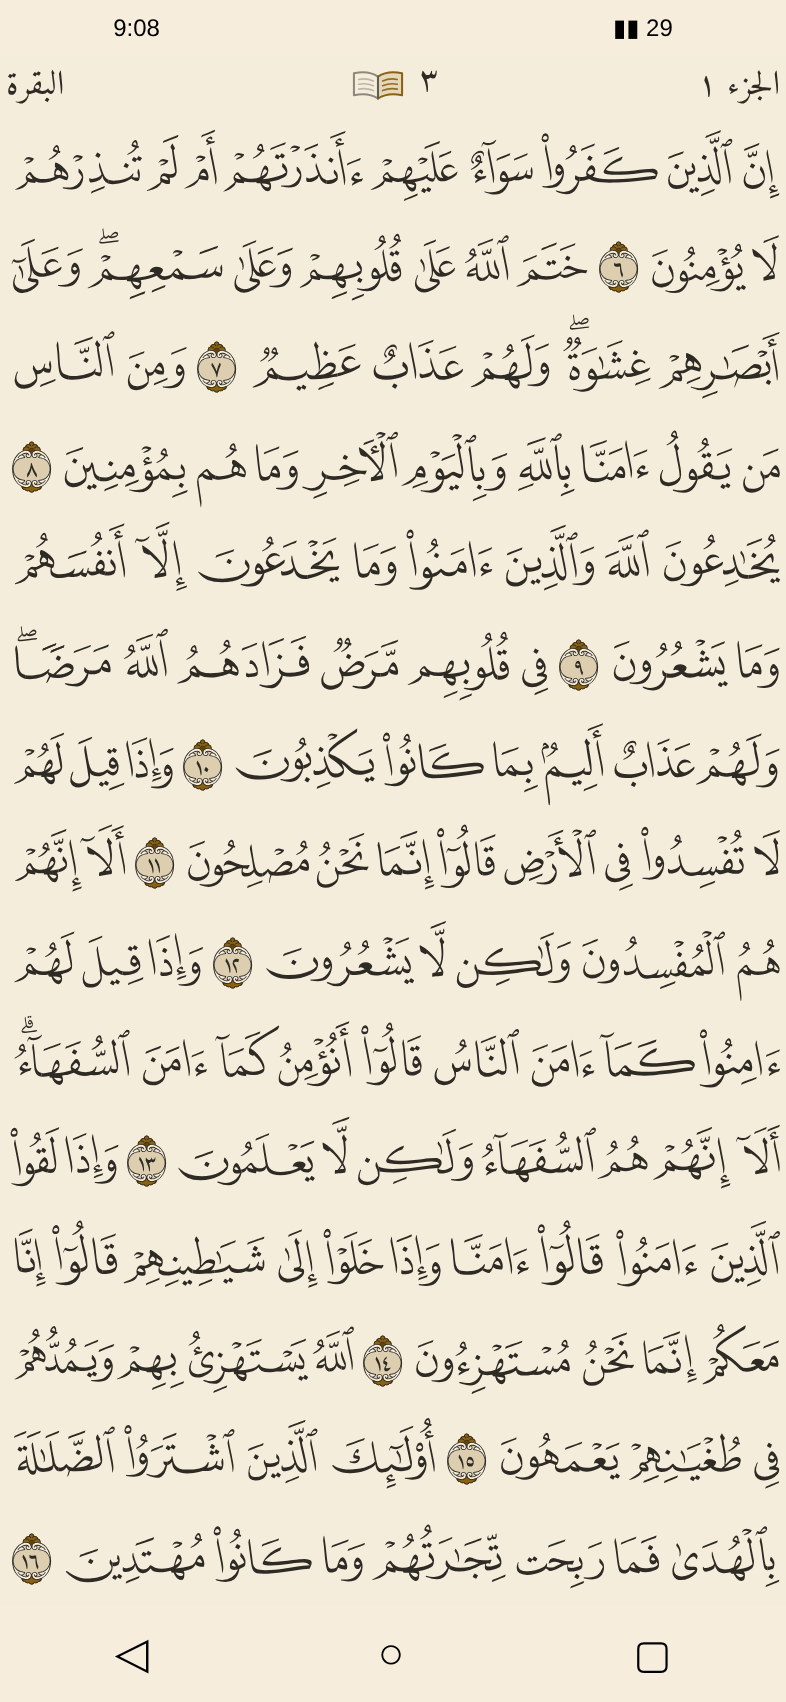 9:08 29
الجزء ١ ٣ البقرة
إِنَّ ٱلَّذِينَ كَفَرُوا۟ سَوَآءٌ عَلَيْهِمْ ءَأَنذَرْتَهُمْ أَمْ لَمْ تُنذِرْهُمْ
لَا يُؤْمِنُونَ ٦ خَتَمَ ٱللَّهُ عَلَىٰ قُلُوبِهِمْ وَعَلَىٰ سَمْعِهِمْ ۖ وَعَلَىٰٓ
أَبْصَـٰرِهِمْ غِشَـٰوَةٌ ۖ وَلَهُمْ عَذَابٌ عَظِيمٌ ٧ وَمِنَ ٱلنَّاسِ
مَن يَقُولُ ءَامَنَّا بِٱللَّهِ وَبِٱلْيَوْمِ ٱلْـَٔاخِرِ وَمَا هُم بِمُؤْمِنِينَ ٨
يُخَـٰدِعُونَ ٱللَّهَ وَٱلَّذِينَ ءَامَنُوا۟ وَمَا يَخْدَعُونَ إِلَّآ أَنفُسَهُمْ
وَمَا يَشْعُرُونَ ٩ فِى قُلُوبِهِم مَّرَضٌ فَزَادَهُمُ ٱللَّهُ مَرَضًا ۖ
وَلَهُمْ عَذَابٌ أَلِيمٌۢ بِمَا كَانُوا۟ يَكْذِبُونَ ١٠ وَإِذَا قِيلَ لَهُمْ
لَا تُفْسِدُوا۟ فِى ٱلْأَرْضِ قَالُوٓا۟ إِنَّمَا نَحْنُ مُصْلِحُونَ ١١ أَلَآ إِنَّهُمْ
هُمُ ٱلْمُفْسِدُونَ وَلَـٰكِن لَّا يَشْعُرُونَ ١٢ وَإِذَا قِيلَ لَهُمْ
ءَامِنُوا۟ كَمَآ ءَامَنَ ٱلنَّاسُ قَالُوٓا۟ أَنُؤْمِنُ كَمَآ ءَامَنَ ٱلسُّفَهَآءُ ۗ
أَلَآ إِنَّهُمْ هُمُ ٱلسُّفَهَآءُ وَلَـٰكِن لَّا يَعْلَمُونَ ١٣ وَإِذَا لَقُوا۟
ٱلَّذِينَ ءَامَنُوا۟ قَالُوٓا۟ ءَامَنَّا وَإِذَا خَلَوْا۟ إِلَىٰ شَيَـٰطِينِهِمْ قَالُوٓا۟ إِنَّا
مَعَكُمْ إِنَّمَا نَحْنُ مُسْتَهْزِءُونَ ١٤ ٱللَّهُ يَسْتَهْزِئُ بِهِمْ وَيَمُدُّهُمْ
فِى طُغْيَـٰنِهِمْ يَعْمَهُونَ ١٥ أُو۟لَـٰٓئِكَ ٱلَّذِينَ ٱشْتَرَوُا۟ ٱلضَّلَـٰلَةَ
بِٱلْهُدَىٰ فَمَا رَبِحَت تِّجَـٰرَتُهُمْ وَمَا كَانُوا۟ مُهْتَدِينَ ١٦